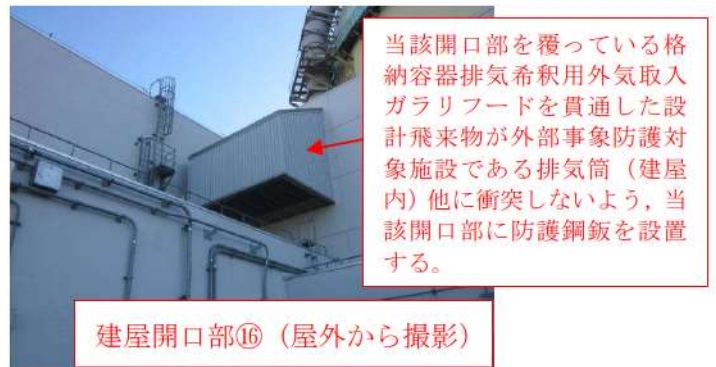 当該開口部を覆っている格
納容器排気希釈用外気取入
ガラリフードを貫通した設
計飛来物が外部事象防護対
象施設である排気筒（建屋
内）他に衝突しないよう，当
該開口部に防護鋼鈑を設置
する。
建屋開口部⑯（屋外から撮影）